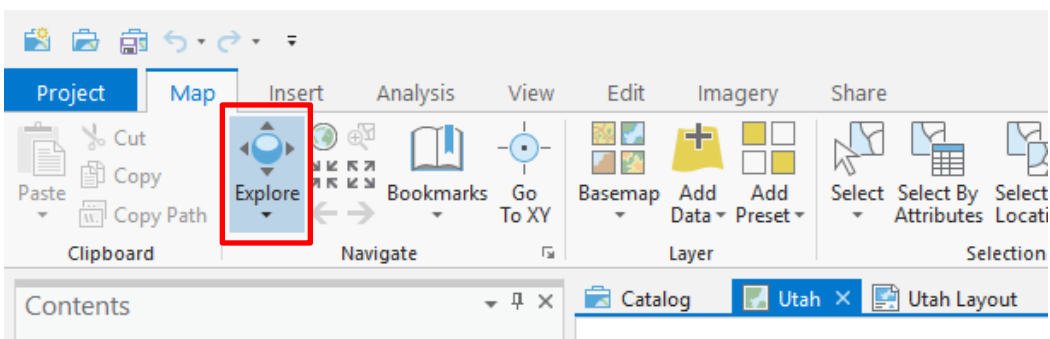 Project Map Insert Analysis View Edit Imagery Share
Paste
Cut
Copy
Copy Path
Clipboard
Explore
Bookmarks
Go
To XY
Navigate
Basemap
Add
Data
Add
Preset
Layer
Select
Select By
Attributes
Select
Locati
Selection
Contents
Catalog
Utah
Utah Layout